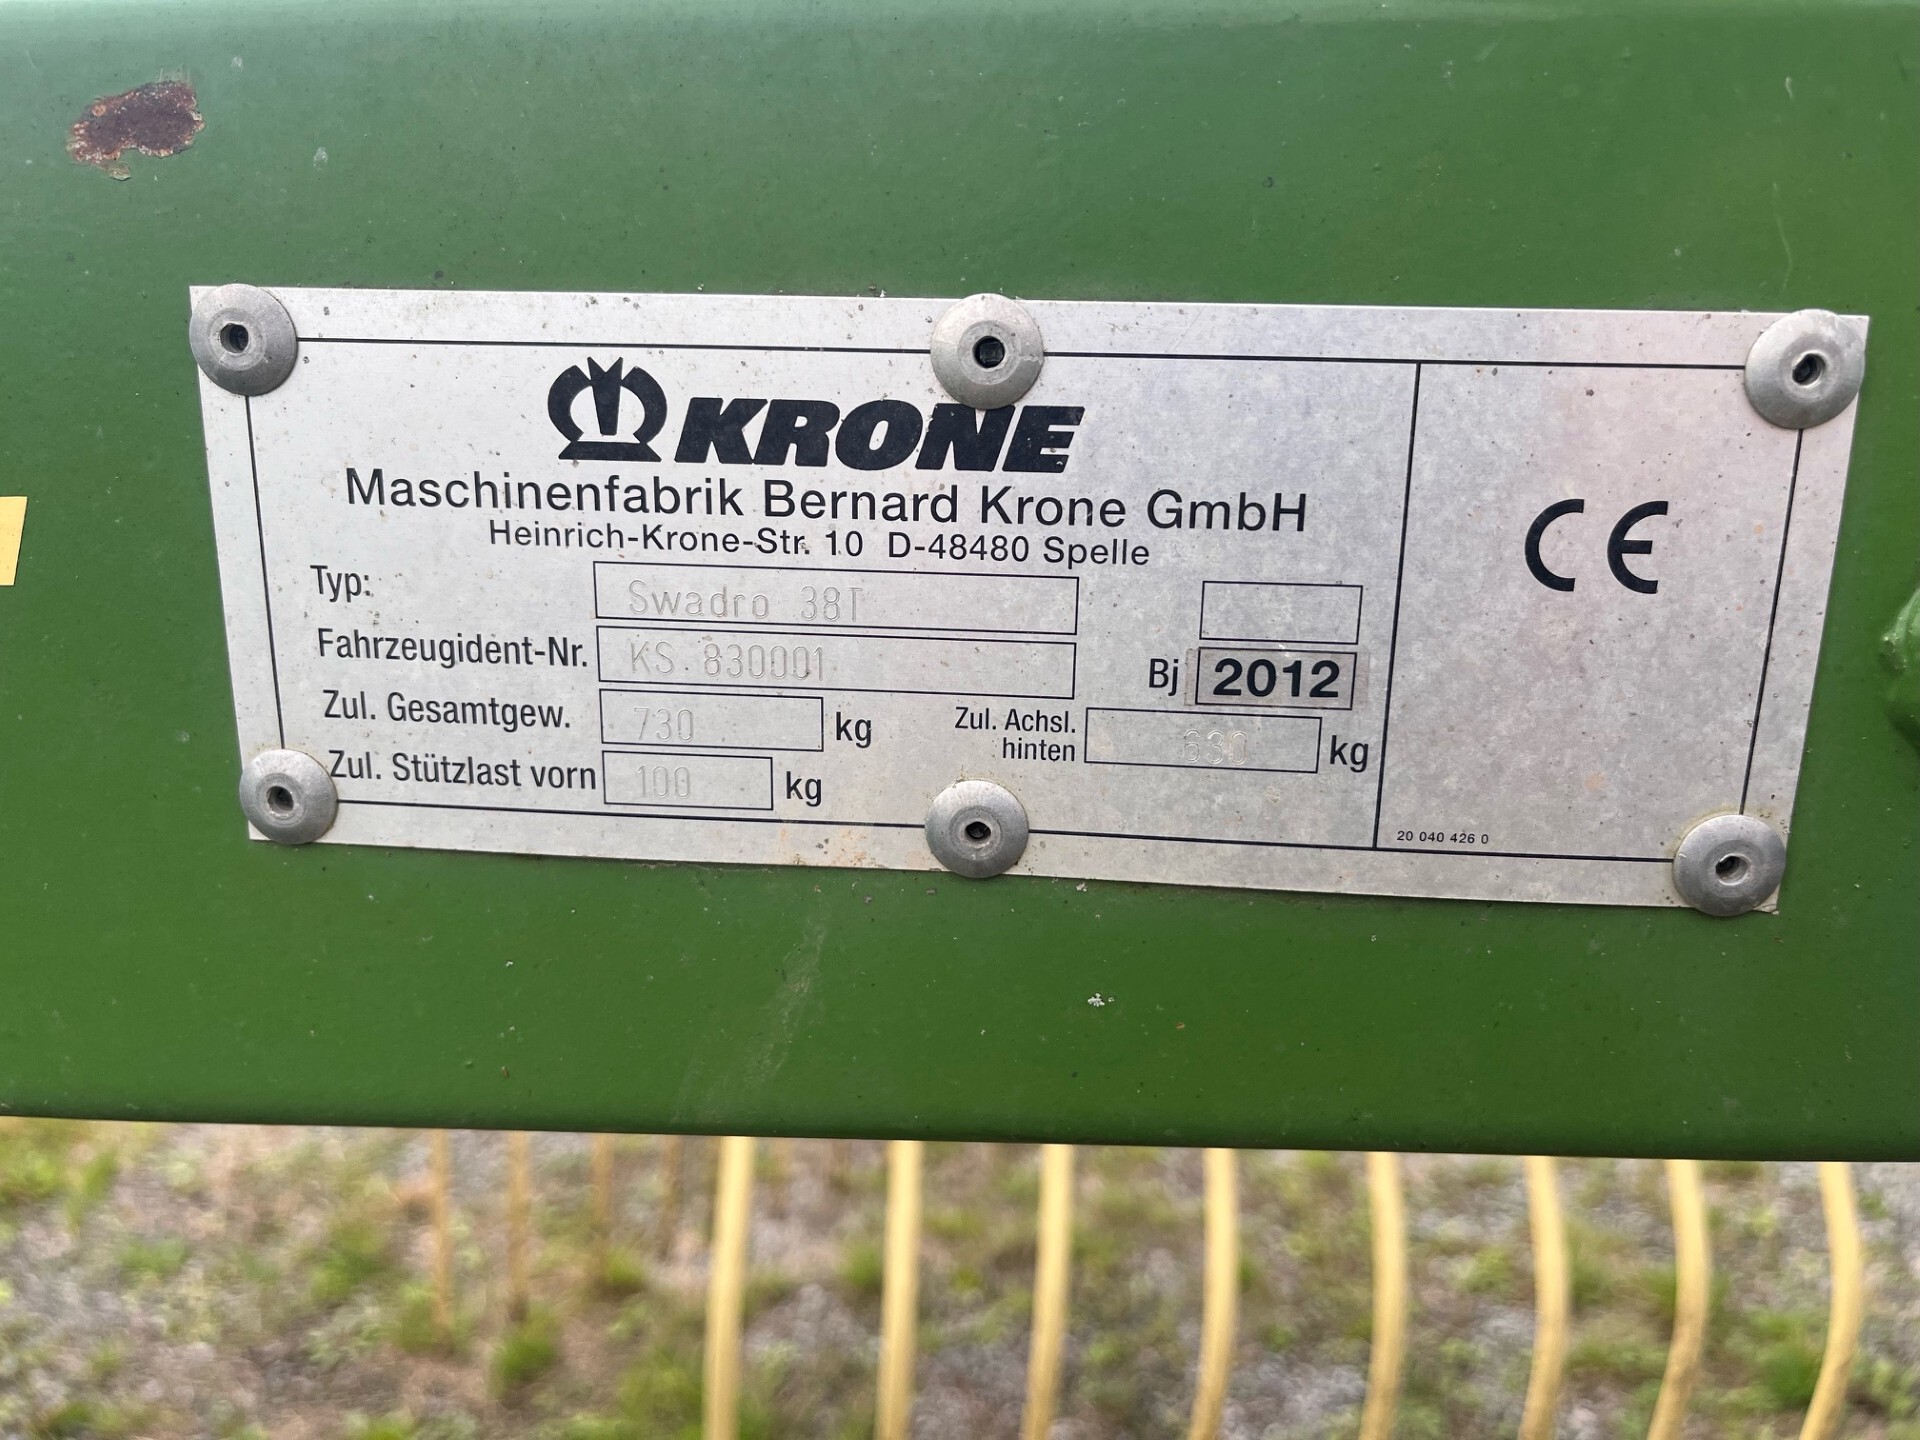 KRONE
Maschinenfabrik Bernard Krone GmbH
Heinrich-Krone-Str. 10 D-48480 Spelle
CE
Typ: Swadro 38T
Fahrzeugident-Nr. KS.830001 Bj 2012
Zul. Gesamtgew. 730 kg Zul. Achsl. hinten 630 kg
Zul. Stützlast vorn 100 kg
20 040 426 0